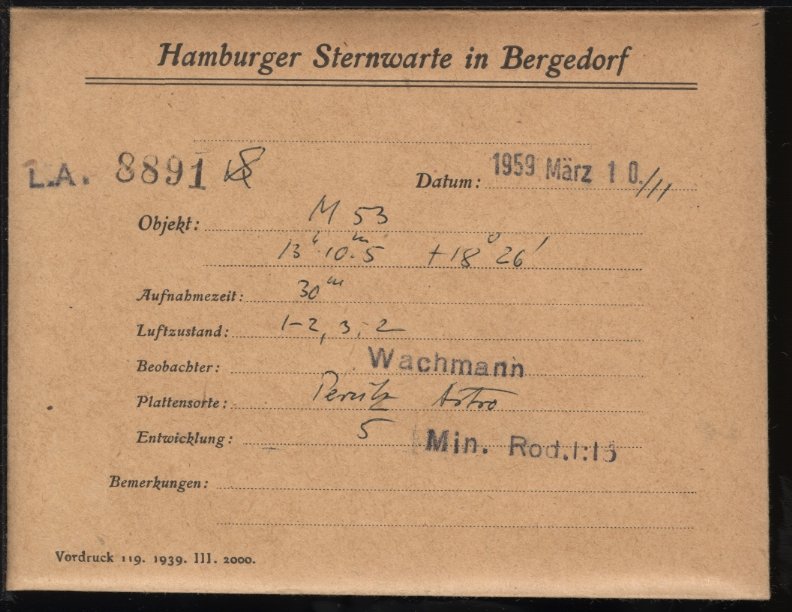 Hamburger Sternwarte in Bergedorf
L.A. 8891
Datum: 1959 März 10./11
Objekt: M 53
13ʰ 10ᵐ.5 +18° 26'
Aufnahmezeit: 30ᵐ
Luftzustand: 1-2, 3, 2
Beobachter: Wachmann
Plattensorte: Perutz Astro
Entwicklung: 5 Min. Rod. 1:15
Bemerkungen:
Vordruck 119. 1939. III. 2000.